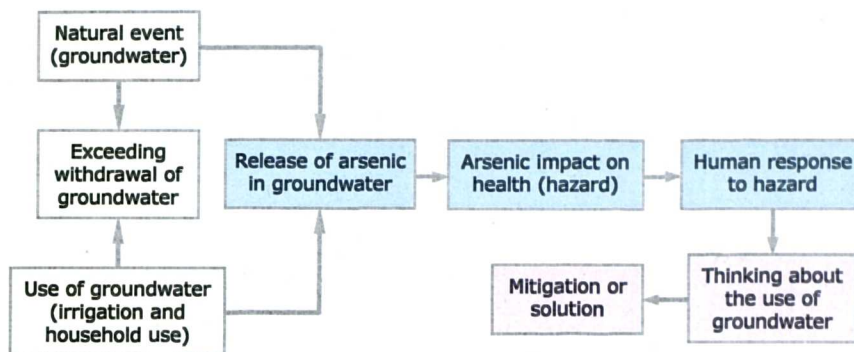 Natural event
(groundwater)
Exceeding
withdrawal of
groundwater
Use of groundwater
(irrigation and
household use)
Release of arsenic
in groundwater
Arsenic impact on
health (hazard)
Human response
to hazard
Thinking about
the use of
groundwater
Mitigation or
solution